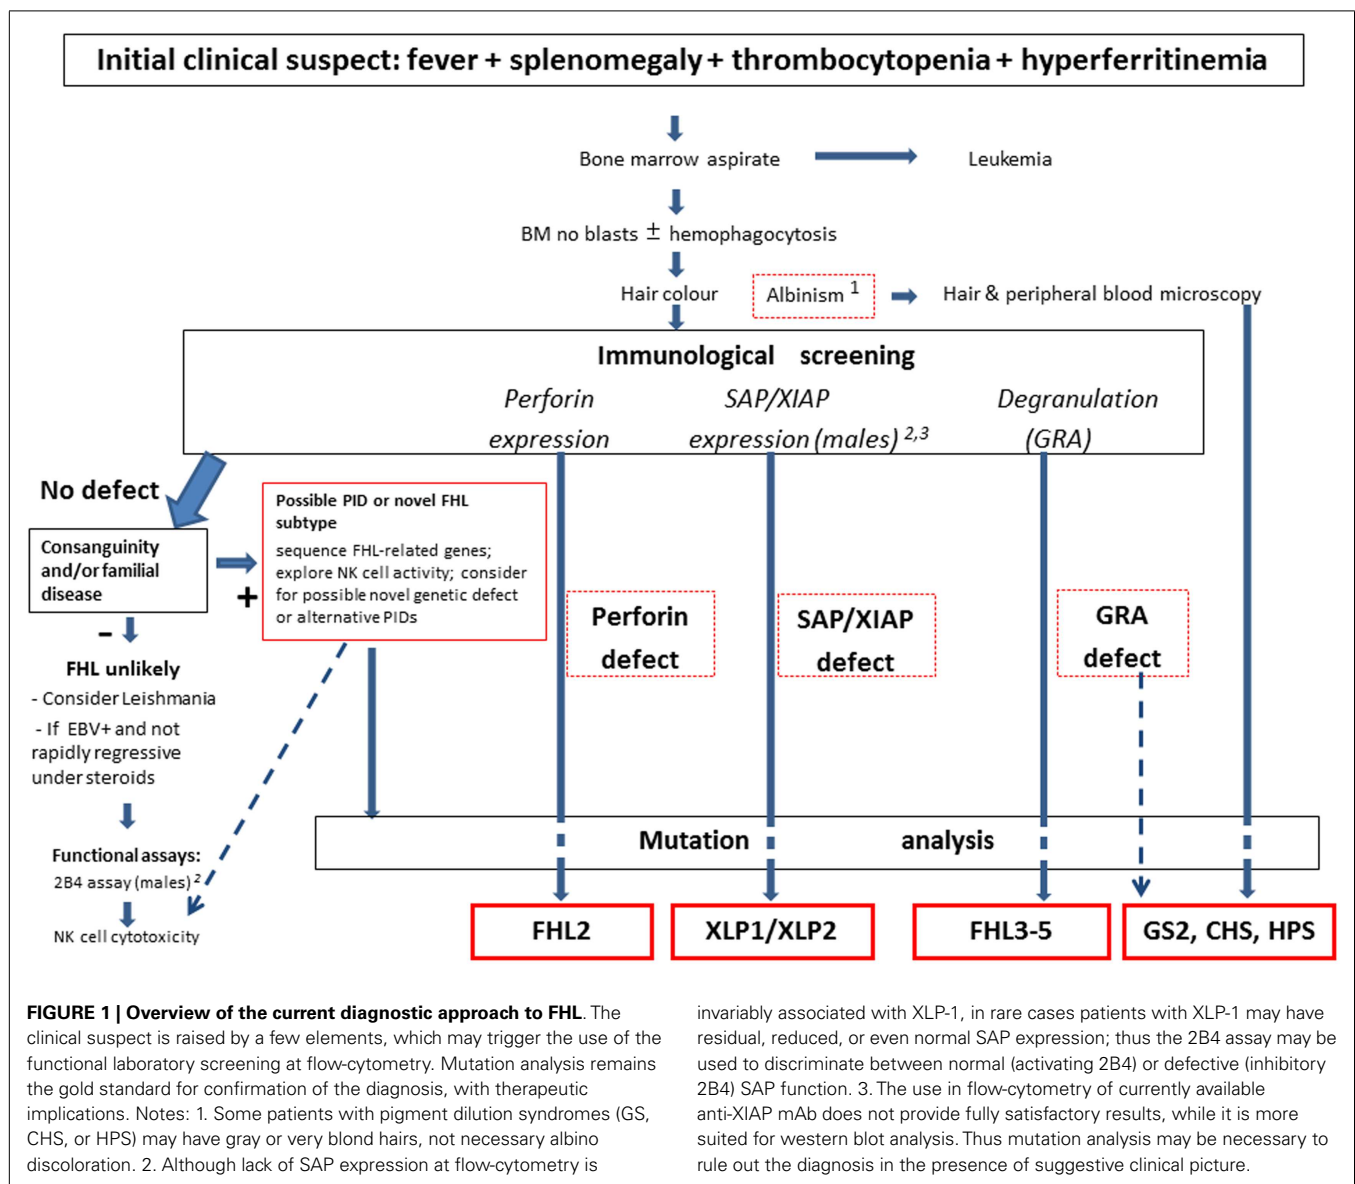 Initial clinical suspect: fever + splenomegaly + thrombocytopenia + hyperferritinemia
Bone marrow aspirate
Leukemia
BM no blasts ± hemophagocytosis
Hair colour
Albinism 1
Hair & peripheral blood microscopy
Immunological screening
Perforin
expression
SAP/XIAP
expression (males) 2,3
Degranulation
(GRA)
No defect
Consanguinity
and/or familial
disease
+
Possible PID or novel FHL
subtype
sequence FHL-related genes;
explore NK cell activity; consider
for possible novel genetic defect
or alternative PIDs
Perforin
defect
SAP/XIAP
defect
GRA
defect
–
FHL unlikely
- Consider Leishmania
- If EBV+ and not
rapidly regressive
under steroids
Functional assays:
2B4 assay (males) 2
NK cell cytotoxicity
Mutation analysis
FHL2
XLP1/XLP2
FHL3-5
GS2, CHS, HPS
FIGURE 1 | Overview of the current diagnostic approach to FHL. The
clinical suspect is raised by a few elements, which may trigger the use of the
functional laboratory screening at flow-cytometry. Mutation analysis remains
the gold standard for confirmation of the diagnosis, with therapeutic
implications. Notes: 1. Some patients with pigment dilution syndromes (GS,
CHS, or HPS) may have gray or very blond hairs, not necessary albino
discoloration. 2. Although lack of SAP expression at flow-cytometry is
invariably associated with XLP-1, in rare cases patients with XLP-1 may have
residual, reduced, or even normal SAP expression; thus the 2B4 assay may be
used to discriminate between normal (activating 2B4) or defective (inhibitory
2B4) SAP function. 3. The use in flow-cytometry of currently available
anti-XIAP mAb does not provide fully satisfactory results, while it is more
suited for western blot analysis. Thus mutation analysis may be necessary to
rule out the diagnosis in the presence of suggestive clinical picture.